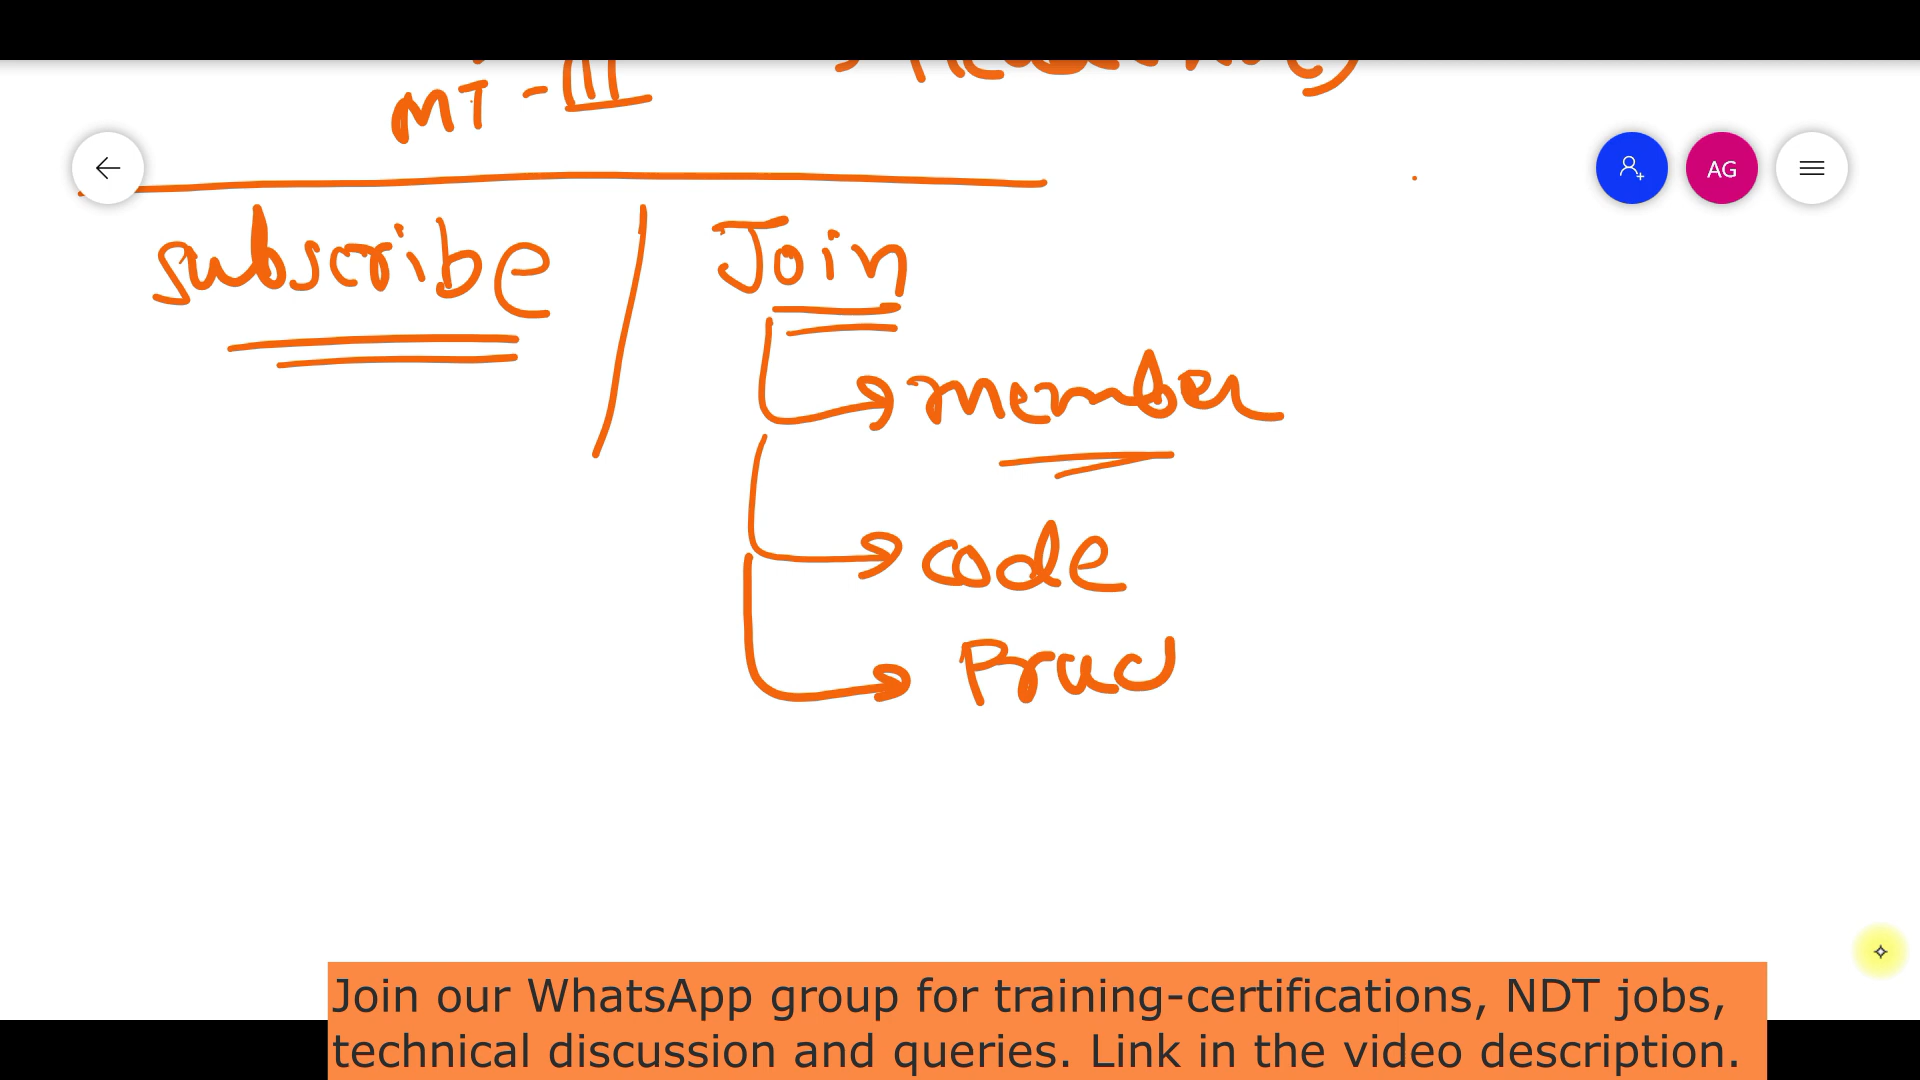 MT - III
AG
subscribe / Join
member
code
Prac
Join our WhatsApp group for training-certifications, NDT jobs,
technical discussion and queries. Link in the video description.